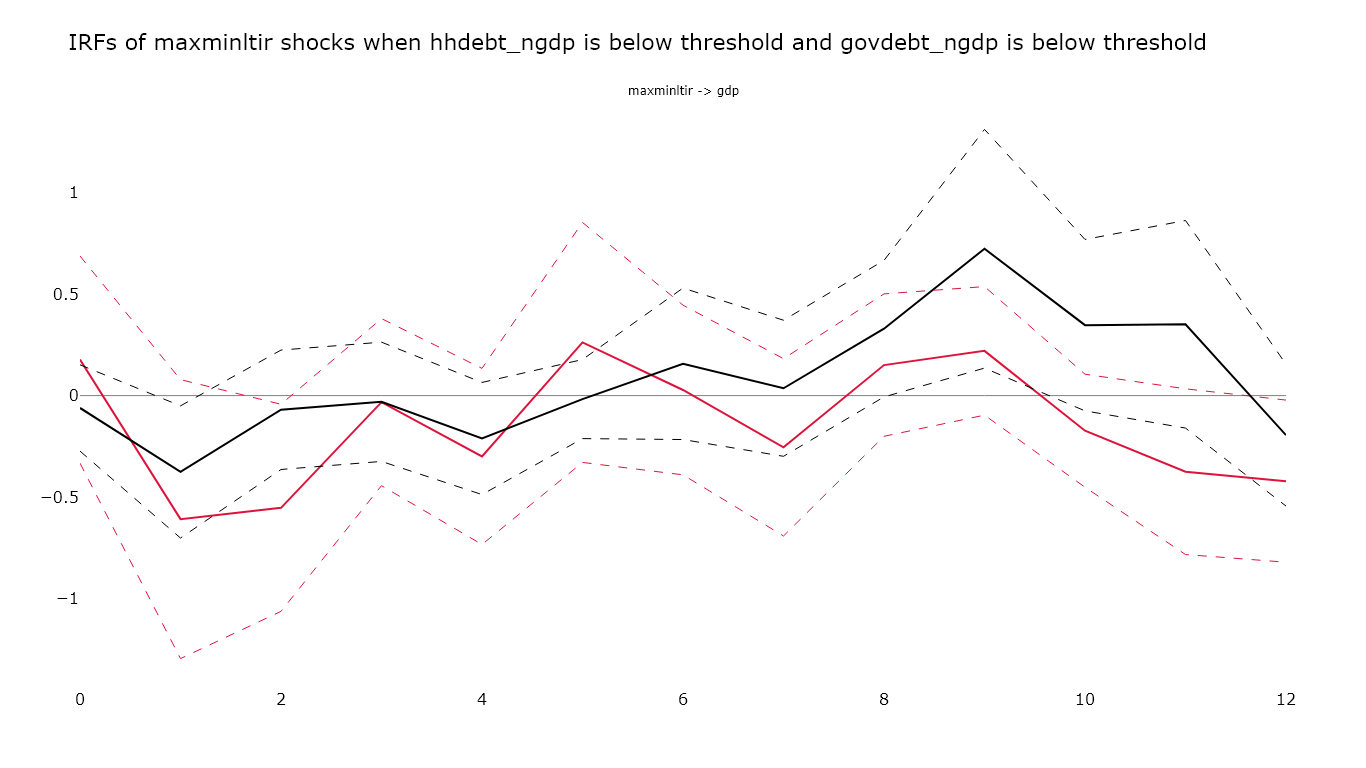 IRFs of maxminltir shocks when hhdebt_ngdp is below threshold and govdebt_ngdp is below threshold
maxminltir -> gdp
1
0.5
0
−0.5
−1
0 2 4 6 8 10 12